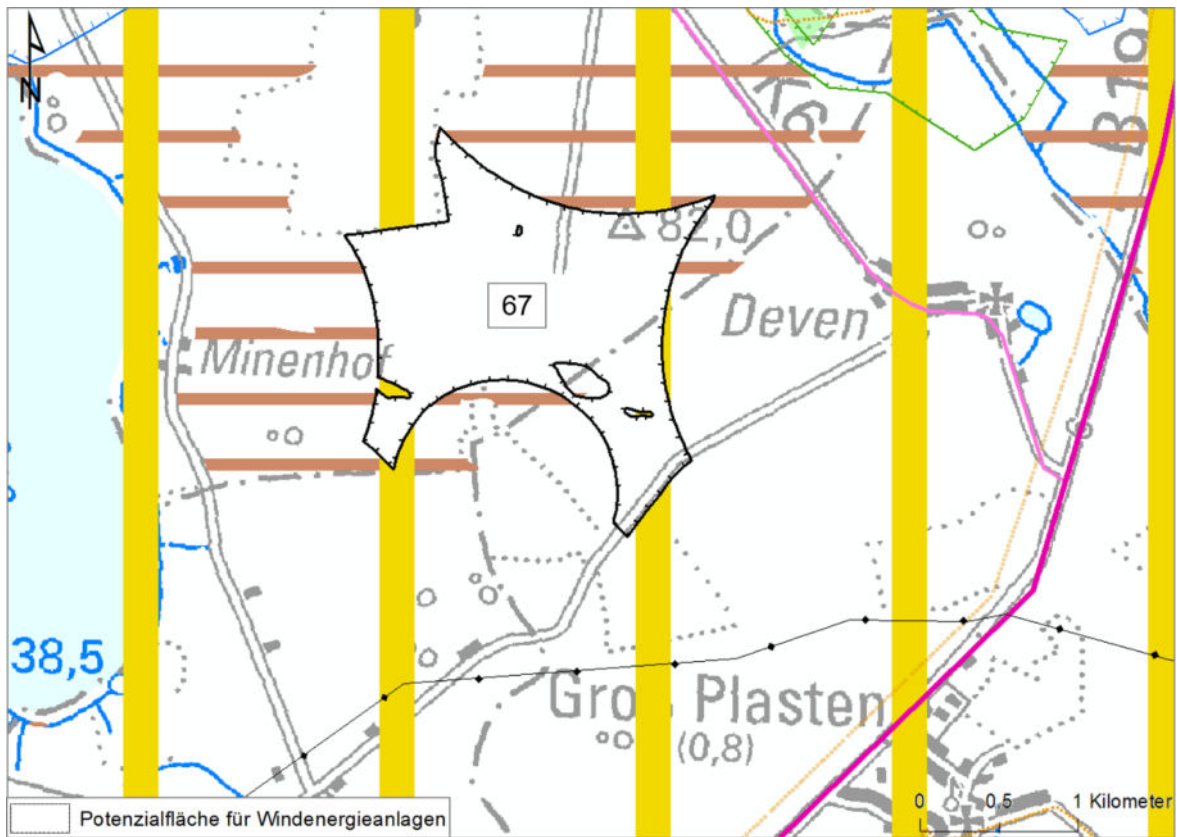 N
K6
B19
82,0
67
Deven
Minenhof
38,5
Groß Plasten
(0,8)
0 0,5 1 Kilometer
Potenzialfläche für Windenergieanlagen